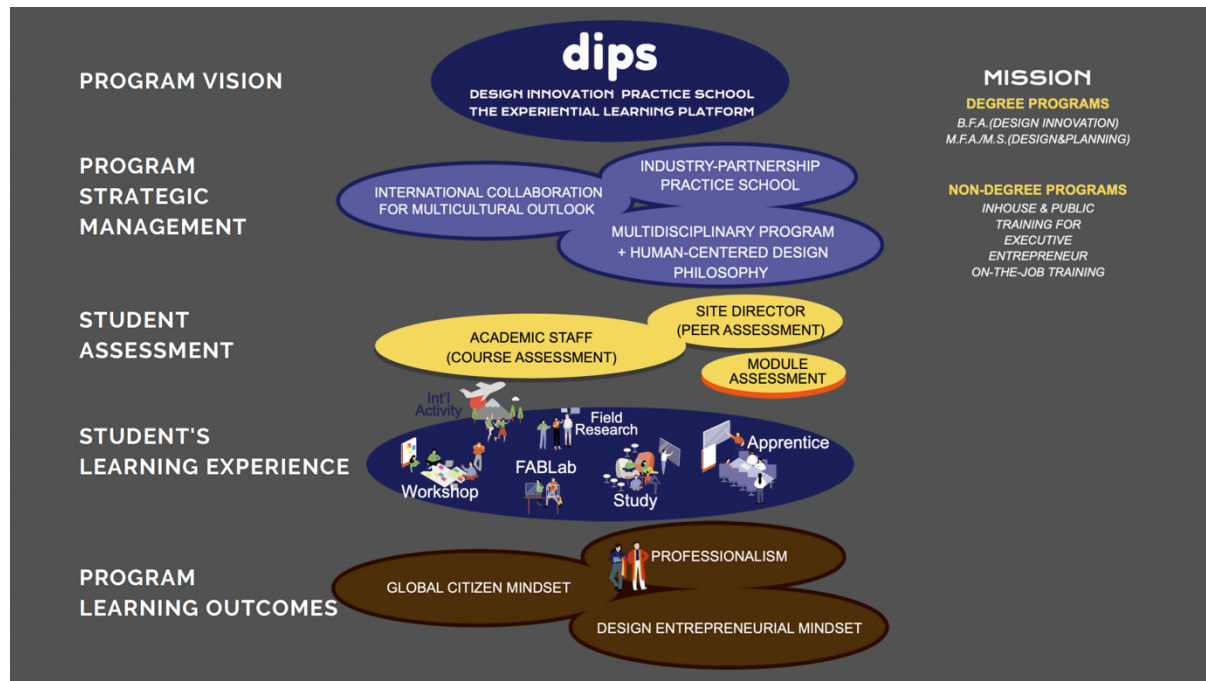 PROGRAM VISION
dips
DESIGN INNOVATION PRACTICE SCHOOL
THE EXPERIENTIAL LEARNING PLATFORM
MISSION
DEGREE PROGRAMS
B.F.A.(DESIGN INNOVATION)
M.F.A./M.S.(DESIGN&PLANNING)
NON-DEGREE PROGRAMS
INHOUSE & PUBLIC
TRAINING FOR
EXECUTIVE
ENTREPRENEUR
ON-THE-JOB TRAINING
PROGRAM
STRATEGIC
MANAGEMENT
INTERNATIONAL COLLABORATION
FOR MULTICULTURAL OUTLOOK
INDUSTRY-PARTNERSHIP
PRACTICE SCHOOL
MULTIDISCIPLINARY PROGRAM
+ HUMAN-CENTERED DESIGN
PHILOSOPHY
STUDENT
ASSESSMENT
ACADEMIC STAFF
(COURSE ASSESSMENT)
SITE DIRECTOR
(PEER ASSESSMENT)
MODULE
ASSESSMENT
STUDENT'S
LEARNING EXPERIENCE
Int'l
Activity
Field
Research
Apprentice
Workshop
FABLab
Study
PROGRAM
LEARNING OUTCOMES
GLOBAL CITIZEN MINDSET
PROFESSIONALISM
DESIGN ENTREPRENEURIAL MINDSET